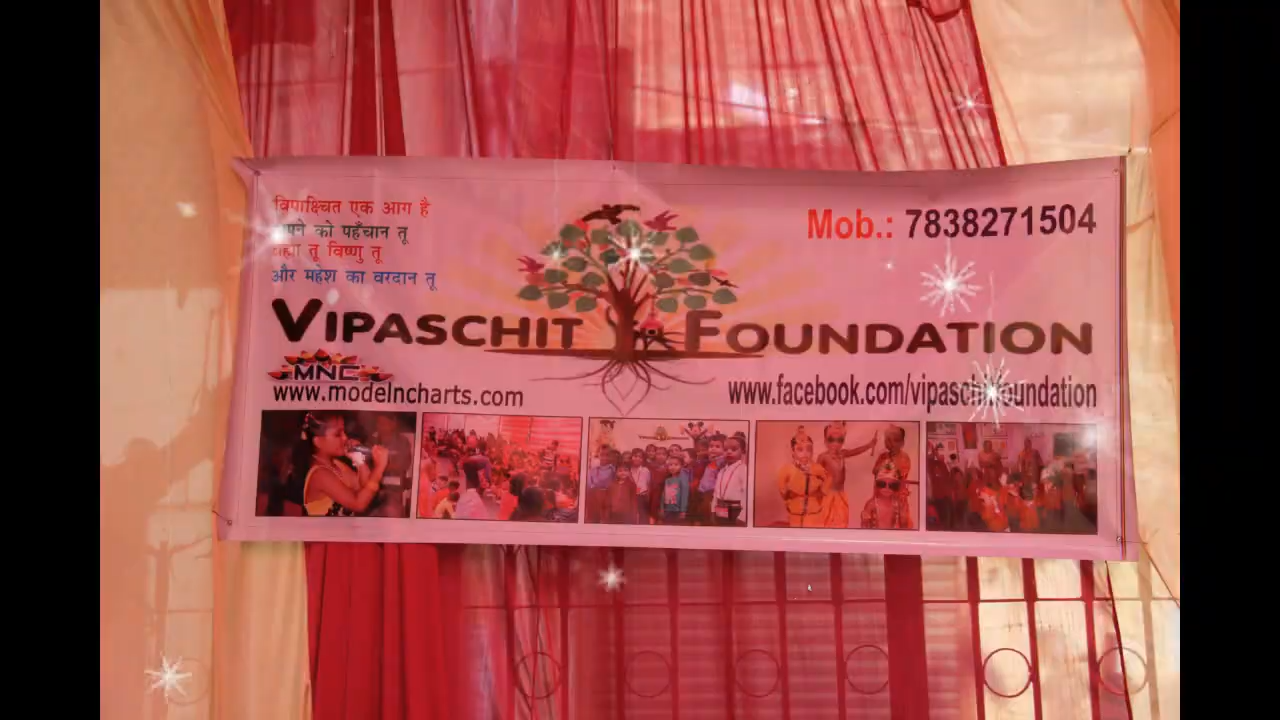 विपाश्चित एक आग है
को पहँचान तू
तू विष्णु तू
और महेश का वरदान तू
Mob.: 7838271504
VIPASCHIT FOUNDATION
MNC
www.modelncharts.com
www.facebook.com/vipaschitfoundation